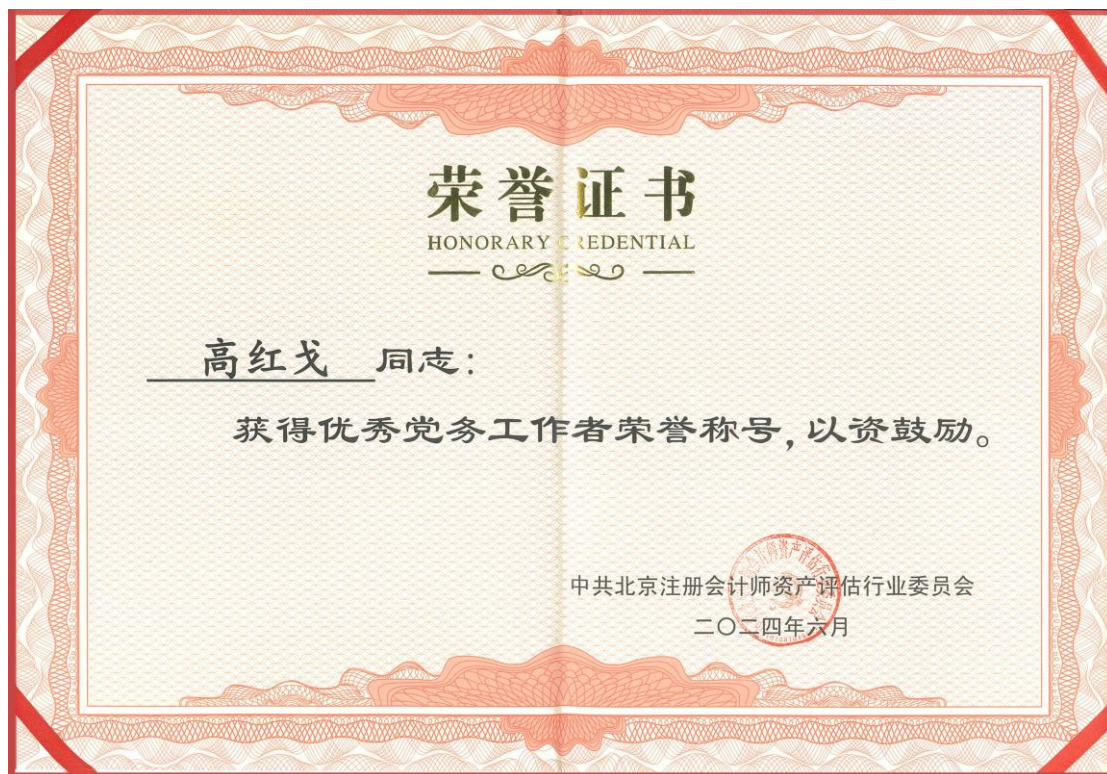 荣誉证书
HONORARY CREDENTIAL
高红戈 同志：
获得优秀党务工作者荣誉称号，以资鼓励。
中共北京注册会计师资产评估行业委员会
二〇二四年六月